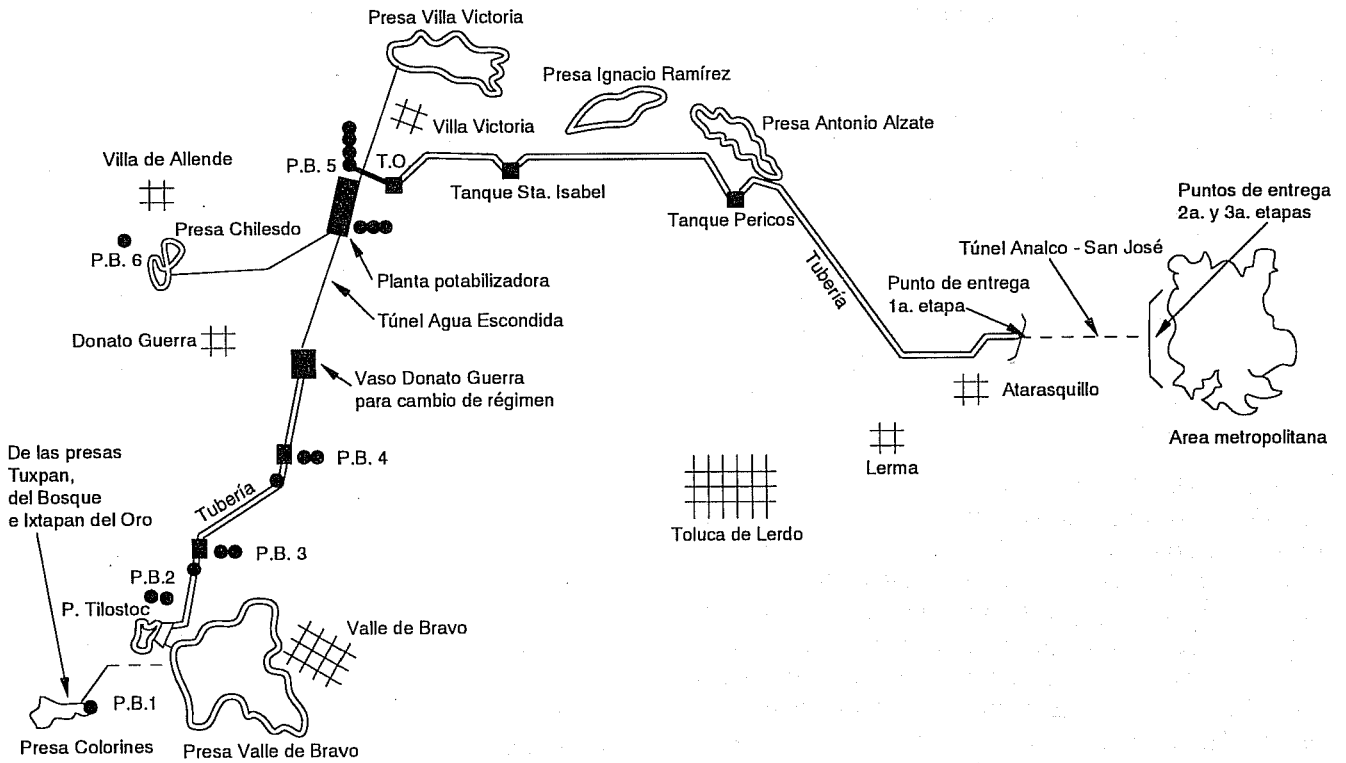 Presa Villa Victoria
Presa Ignacio Ramírez
Villa Victoria
Presa Antonio Alzate
Villa de Allende
P.B. 5
T.O
Tanque Sta. Isabel
Tanque Pericos
Puntos de entrega
2a. y 3a. etapas
Presa Chilesdo
P.B. 6
Túnel Analco - San José
Planta potabilizadora
Tubería
Punto de entrega
1a. etapa
Túnel Agua Escondida
Donato Guerra
Vaso Donato Guerra
para cambio de régimen
Atarasquillo
Area metropolitana
De las presas
Tuxpan,
del Bosque
e Ixtapan del Oro
P.B. 4
Lerma
Tubería
Toluca de Lerdo
P.B. 3
P.B.2
P. Tilostoc
Valle de Bravo
P.B.1
Presa Colorines
Presa Valle de Bravo